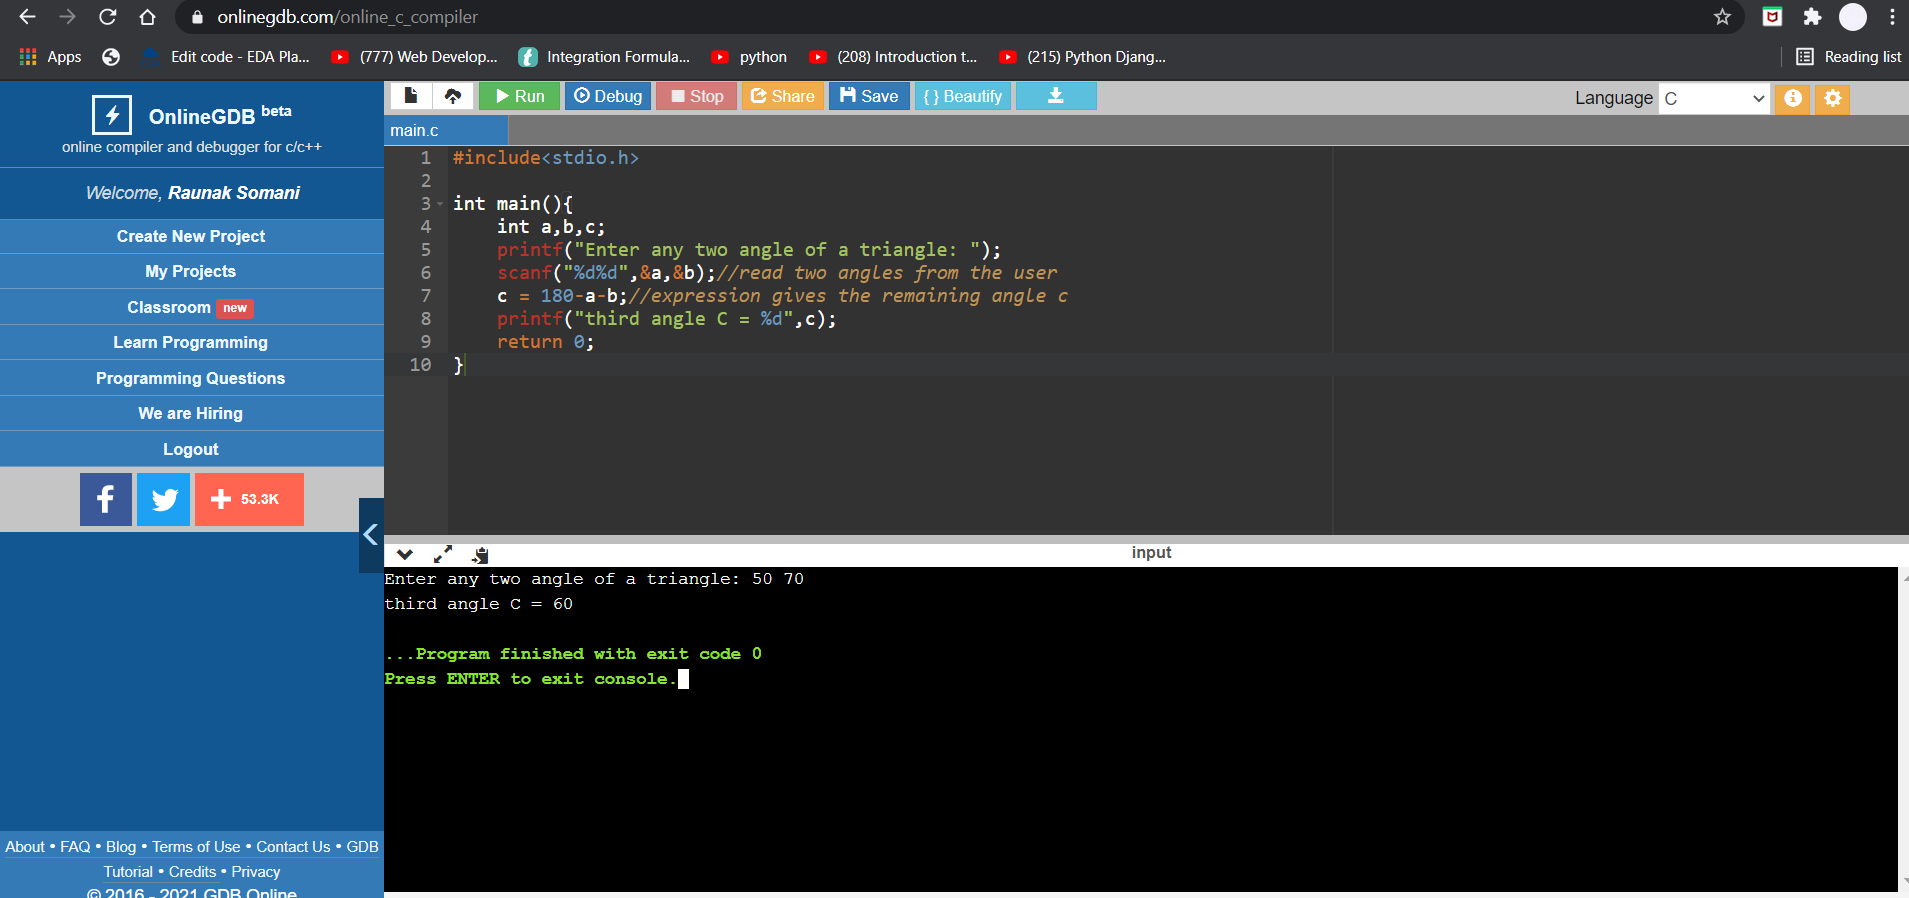 onlinegdb.com/online_c_compiler
Apps
Edit code - EDA Pla...
(777) Web Develop...
Integration Formula...
python
(208) Introduction t...
(215) Python Djang...
Reading list
OnlineGDB beta
online compiler and debugger for c/c++
Welcome, Raunak Somani
Create New Project
My Projects
Classroom new
Learn Programming
Programming Questions
We are Hiring
Logout
f
53.3K
About • FAQ • Blog • Terms of Use • Contact Us • GDB
Tutorial • Credits • Privacy
© 2016 - 2021 GDB Online
Run
Debug
Stop
Share
Save
{ } Beautify
Language C
main.c
1 #include<stdio.h>
2
3 int main(){
4 int a,b,c;
5 printf("Enter any two angle of a triangle: ");
6 scanf("%d%d",&a,&b);//read two angles from the user
7 c = 180-a-b;//expression gives the remaining angle c
8 printf("third angle C = %d",c);
9 return 0;
10 }
input
Enter any two angle of a triangle: 50 70
third angle C = 60
...Program finished with exit code 0
Press ENTER to exit console.